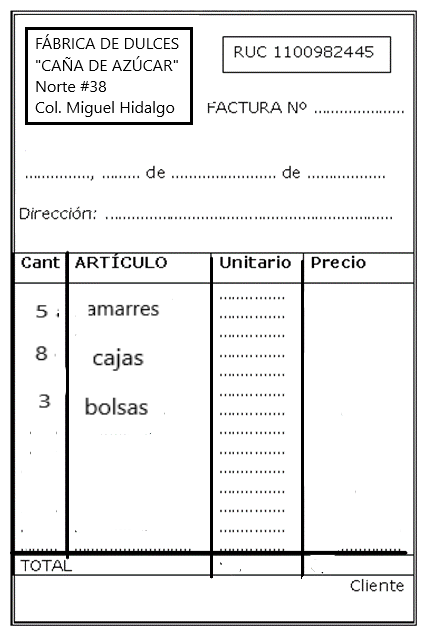 FÁBRICA DE DULCES
"CAÑA DE AZÚCAR"
Norte #38
Col. Miguel Hidalgo
RUC 1100982445
FACTURA Nº .....................
..............., ......... de ........................ de ..................
Dirección: ..................................................................
Cant ARTÍCULO Unitario Precio
5 amarres
8 cajas
3 bolsas
TOTAL
Cliente